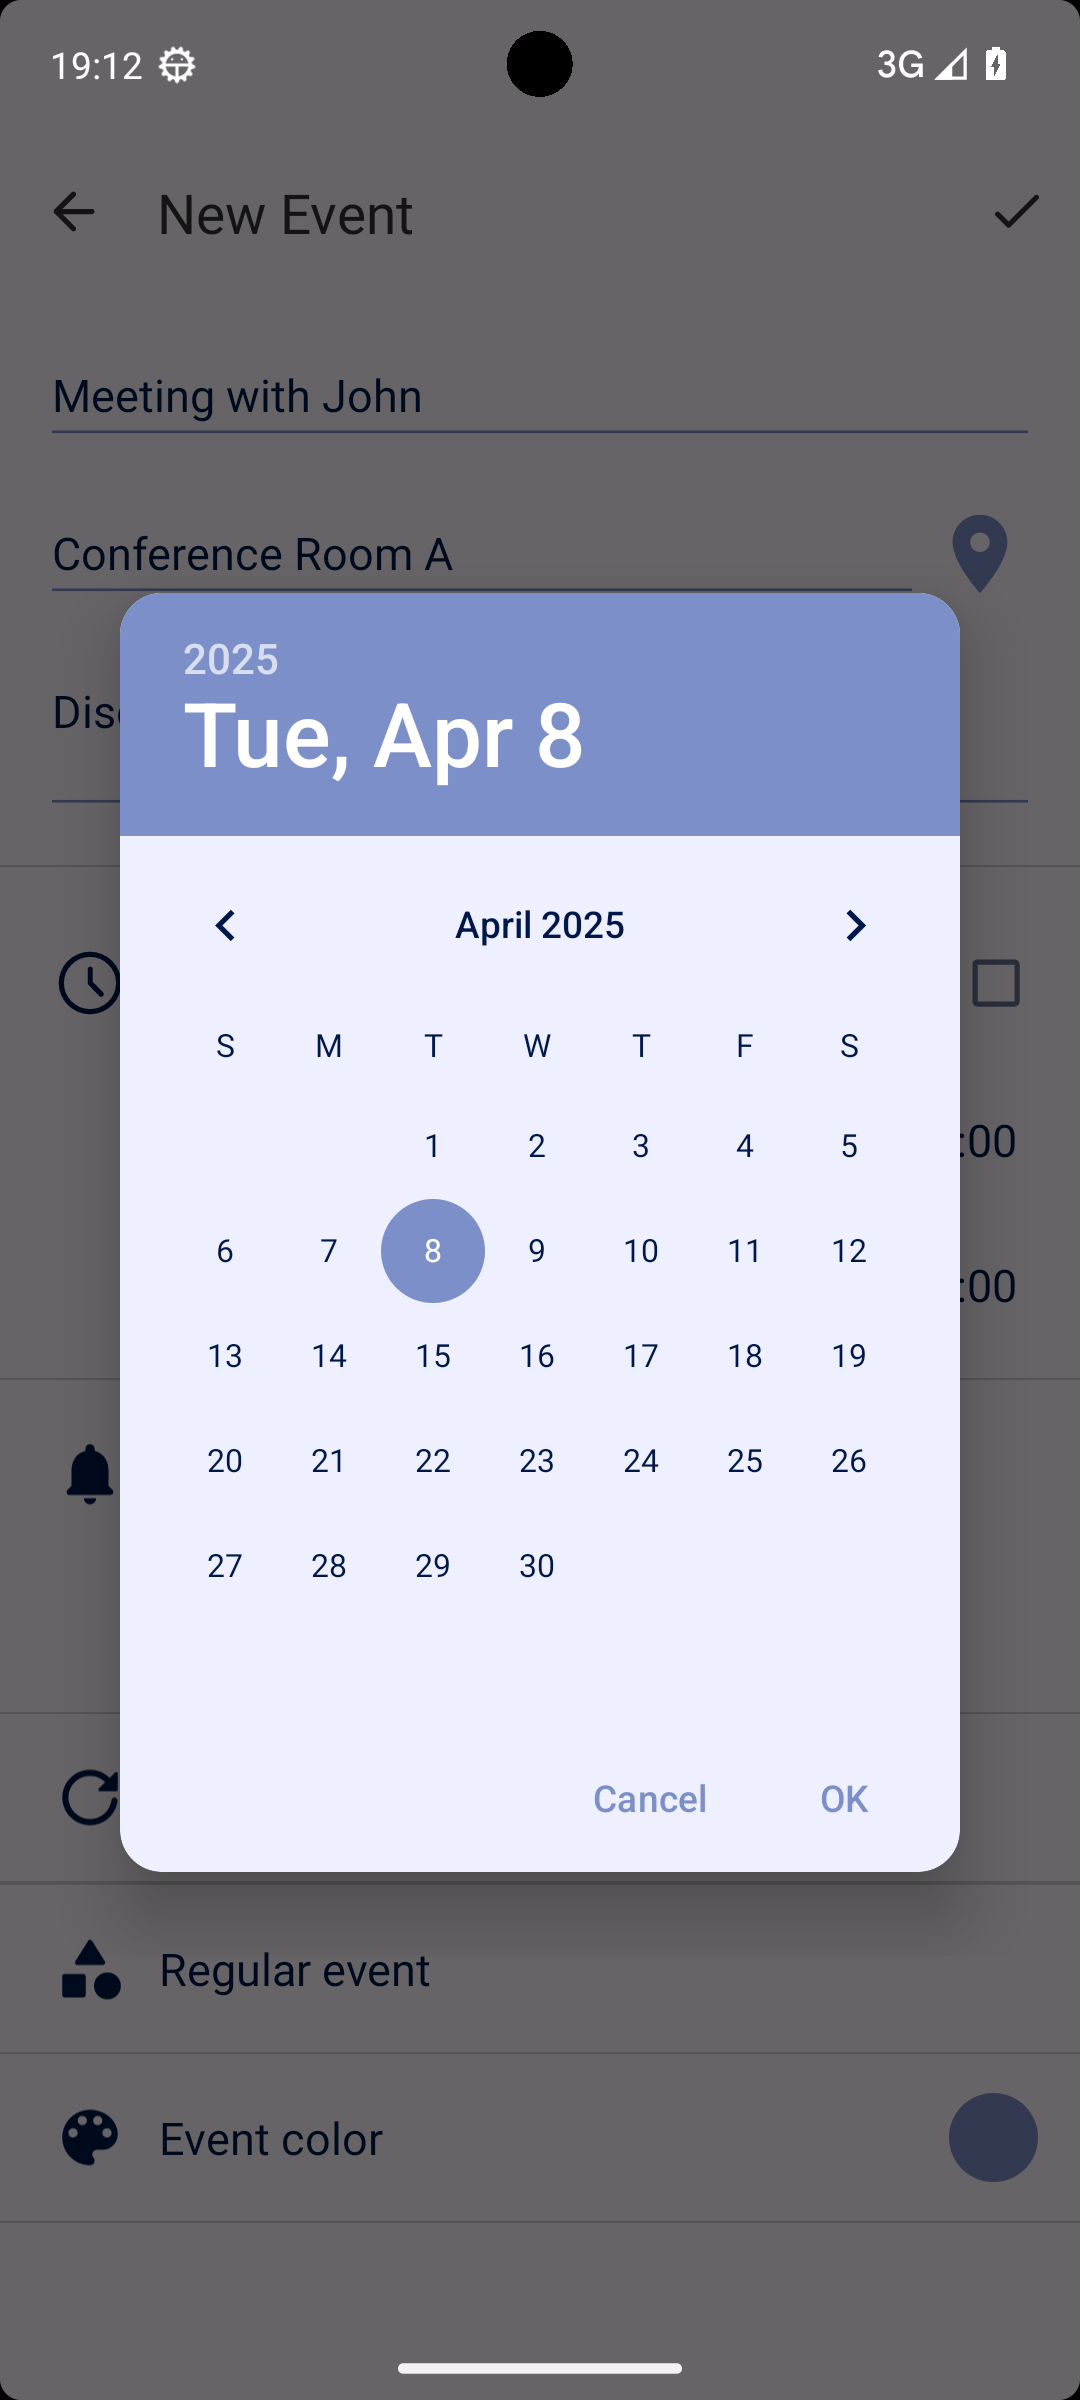 19:12
3G
New Event
Meeting with John
Conference Room A
2025
Tue, Apr 8
April 2025
S M T W T F S
1 2 3 4 5
6 7 8 9 10 11 12
13 14 15 16 17 18 19
20 21 22 23 24 25 26
27 28 29 30
:00
:00
Cancel OK
Regular event
Event color